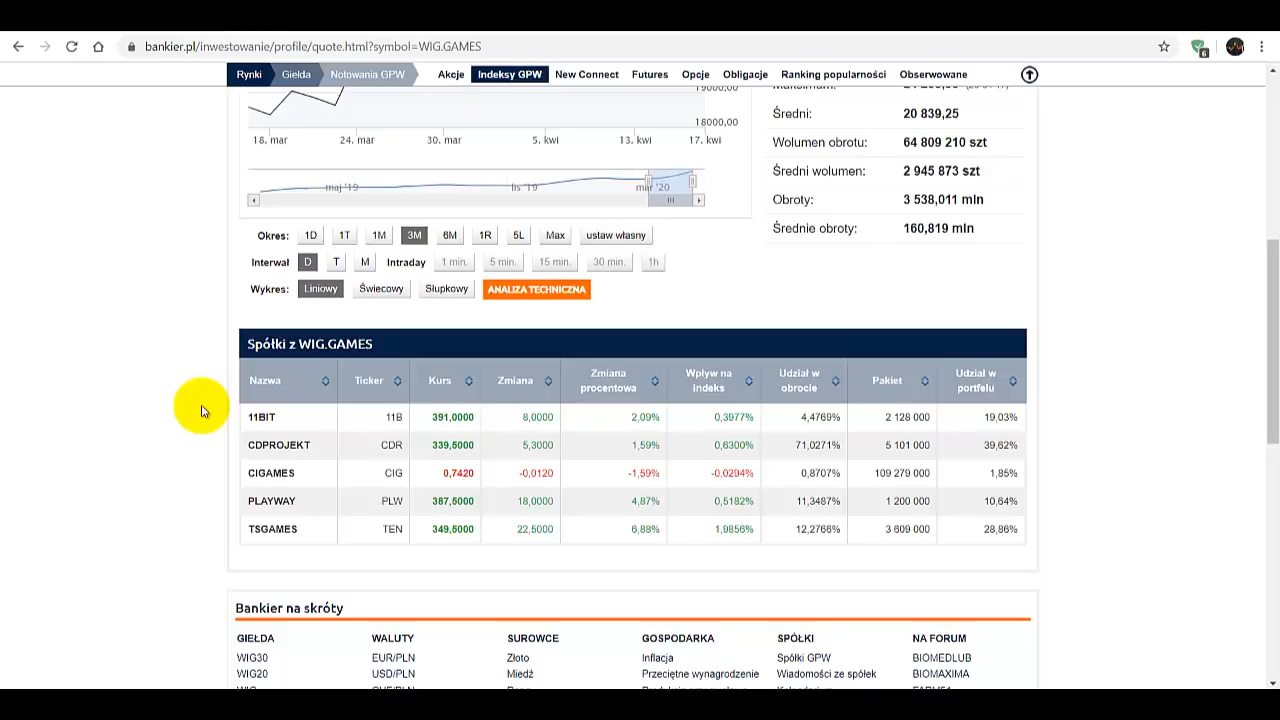 bankier.pl/inwestowanie/profile/quote.html?symbol=WIG.GAMES
6
Rynki Giełda Notowania GPW Akcje Indeksy GPW New Connect Futures Opcje Obligacje Ranking popularności Obserwowane
19000,00
18000,00
18. mar 24. mar 30. mar 5. kwi 13. kwi 17. kwi
maj '19 lis '19 mar '20
Średni: 20 839,25
Wolumen obrotu: 64 809 210 szt
Średni wolumen: 2 945 873 szt
Obroty: 3 538,011 mln
Średnie obroty: 160,819 mln
Okres: 1D 1T 1M 3M 6M 1R 5L Max ustaw własny
Interwał D T M Intraday 1 min. 5 min. 15 min. 30 min. 1h
Wykres: Liniowy Świecowy Słupkowy ANALIZA TECHNICZNA
Spółki z WIG.GAMES
Nazwa Ticker Kurs Zmiana Zmiana procentowa Wpływ na indeks Udział w obrocie Pakiet Udział w portfelu
11BIT 11B 391,0000 8,0000 2,09% 0,3977% 4,4769% 2 128 000 19,03%
CDPROJEKT CDR 339,5000 5,3000 1,59% 0,6300% 71,0271% 5 101 000 39,62%
CIGAMES CIG 0,7420 -0,0120 -1,59% -0,0294% 0,8707% 109 279 000 1,85%
PLAYWAY PLW 387,5000 18,0000 4,87% 0,5182% 11,3487% 1 200 000 10,64%
TSGAMES TEN 349,5000 22,5000 6,88% 1,9856% 12,2766% 3 609 000 28,86%
Bankier na skróty
GIEŁDA WALUTY SUROWCE GOSPODARKA SPÓŁKI NA FORUM
WIG30 EUR/PLN Złoto Inflacja Spółki GPW BIOMEDLUB
WIG20 USD/PLN Miedź Przeciętne wynagrodzenie Wiadomości ze spółek BIOMAXIMA